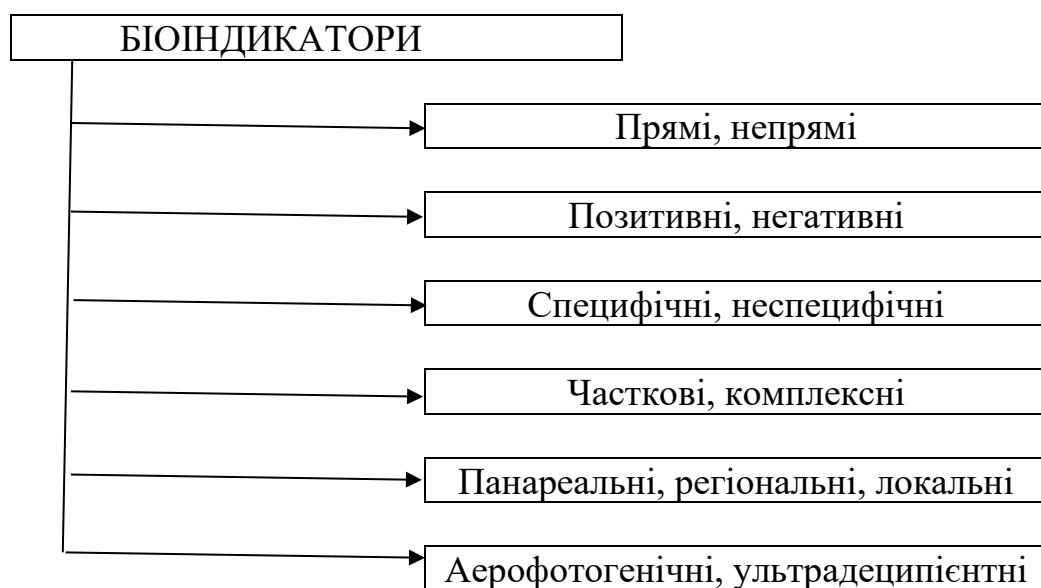 БІОІНДИКАТОРИ
Прямі, непрямі
Позитивні, негативні
Специфічні, неспецифічні
Часткові, комплексні
Панареальні, регіональні, локальні
Аерофотогенічні, ультрадеципієнтні